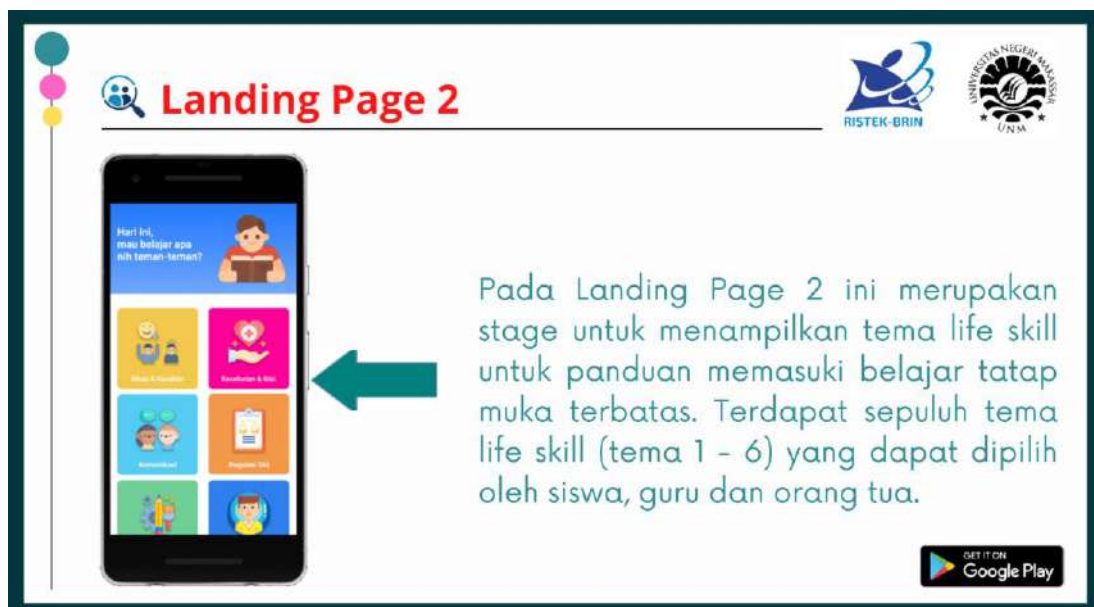 Landing Page 2
RISTEK-BRIN
UNIVERSITAS NEGERI MAKASSAR
UNM
Hari ini,
mau belajar apa
nih teman-teman?
Kesehatan & Gizi
Komunikasi
Pada Landing Page 2 ini merupakan
stage untuk menampilkan tema life skill
untuk panduan memasuki belajar tatap
muka terbatas. Terdapat sepuluh tema
life skill (tema 1 - 6) yang dapat dipilih
oleh siswa, guru dan orang tua.
GET IT ON
Google Play